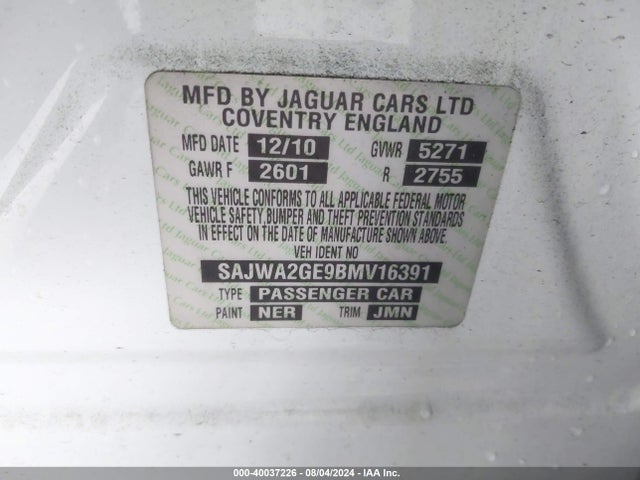 MFD BY JAGUAR CARS LTD
COVENTRY ENGLAND
MFD DATE 12/10 GVWR 5271
GAWR F 2601 R 2755
THIS VEHICLE CONFORMS TO ALL APPLICABLE FEDERAL MOTOR
VEHICLE SAFETY,BUMPER AND THEFT PREVENTION STANDARDS
IN EFFECT ON THE DATE OF MANUFACTURE SHOWN ABOVE.
VEH IDENT NO
SAJWA2GE9BMV16391
TYPE PASSENGER CAR
PAINT NER TRIM JMN
000-40037226 - 08/04/2024 - IAA Inc.